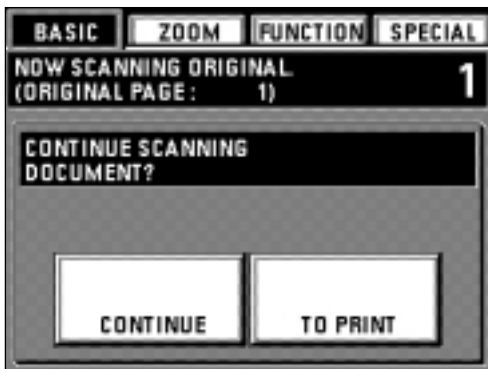 BASIC ZOOM FUNCTION SPECIAL
NOW SCANNING ORIGINAL.
(ORIGINAL PAGE: 1) 1
CONTINUE SCANNING
DOCUMENT?
CONTINUE TO PRINT